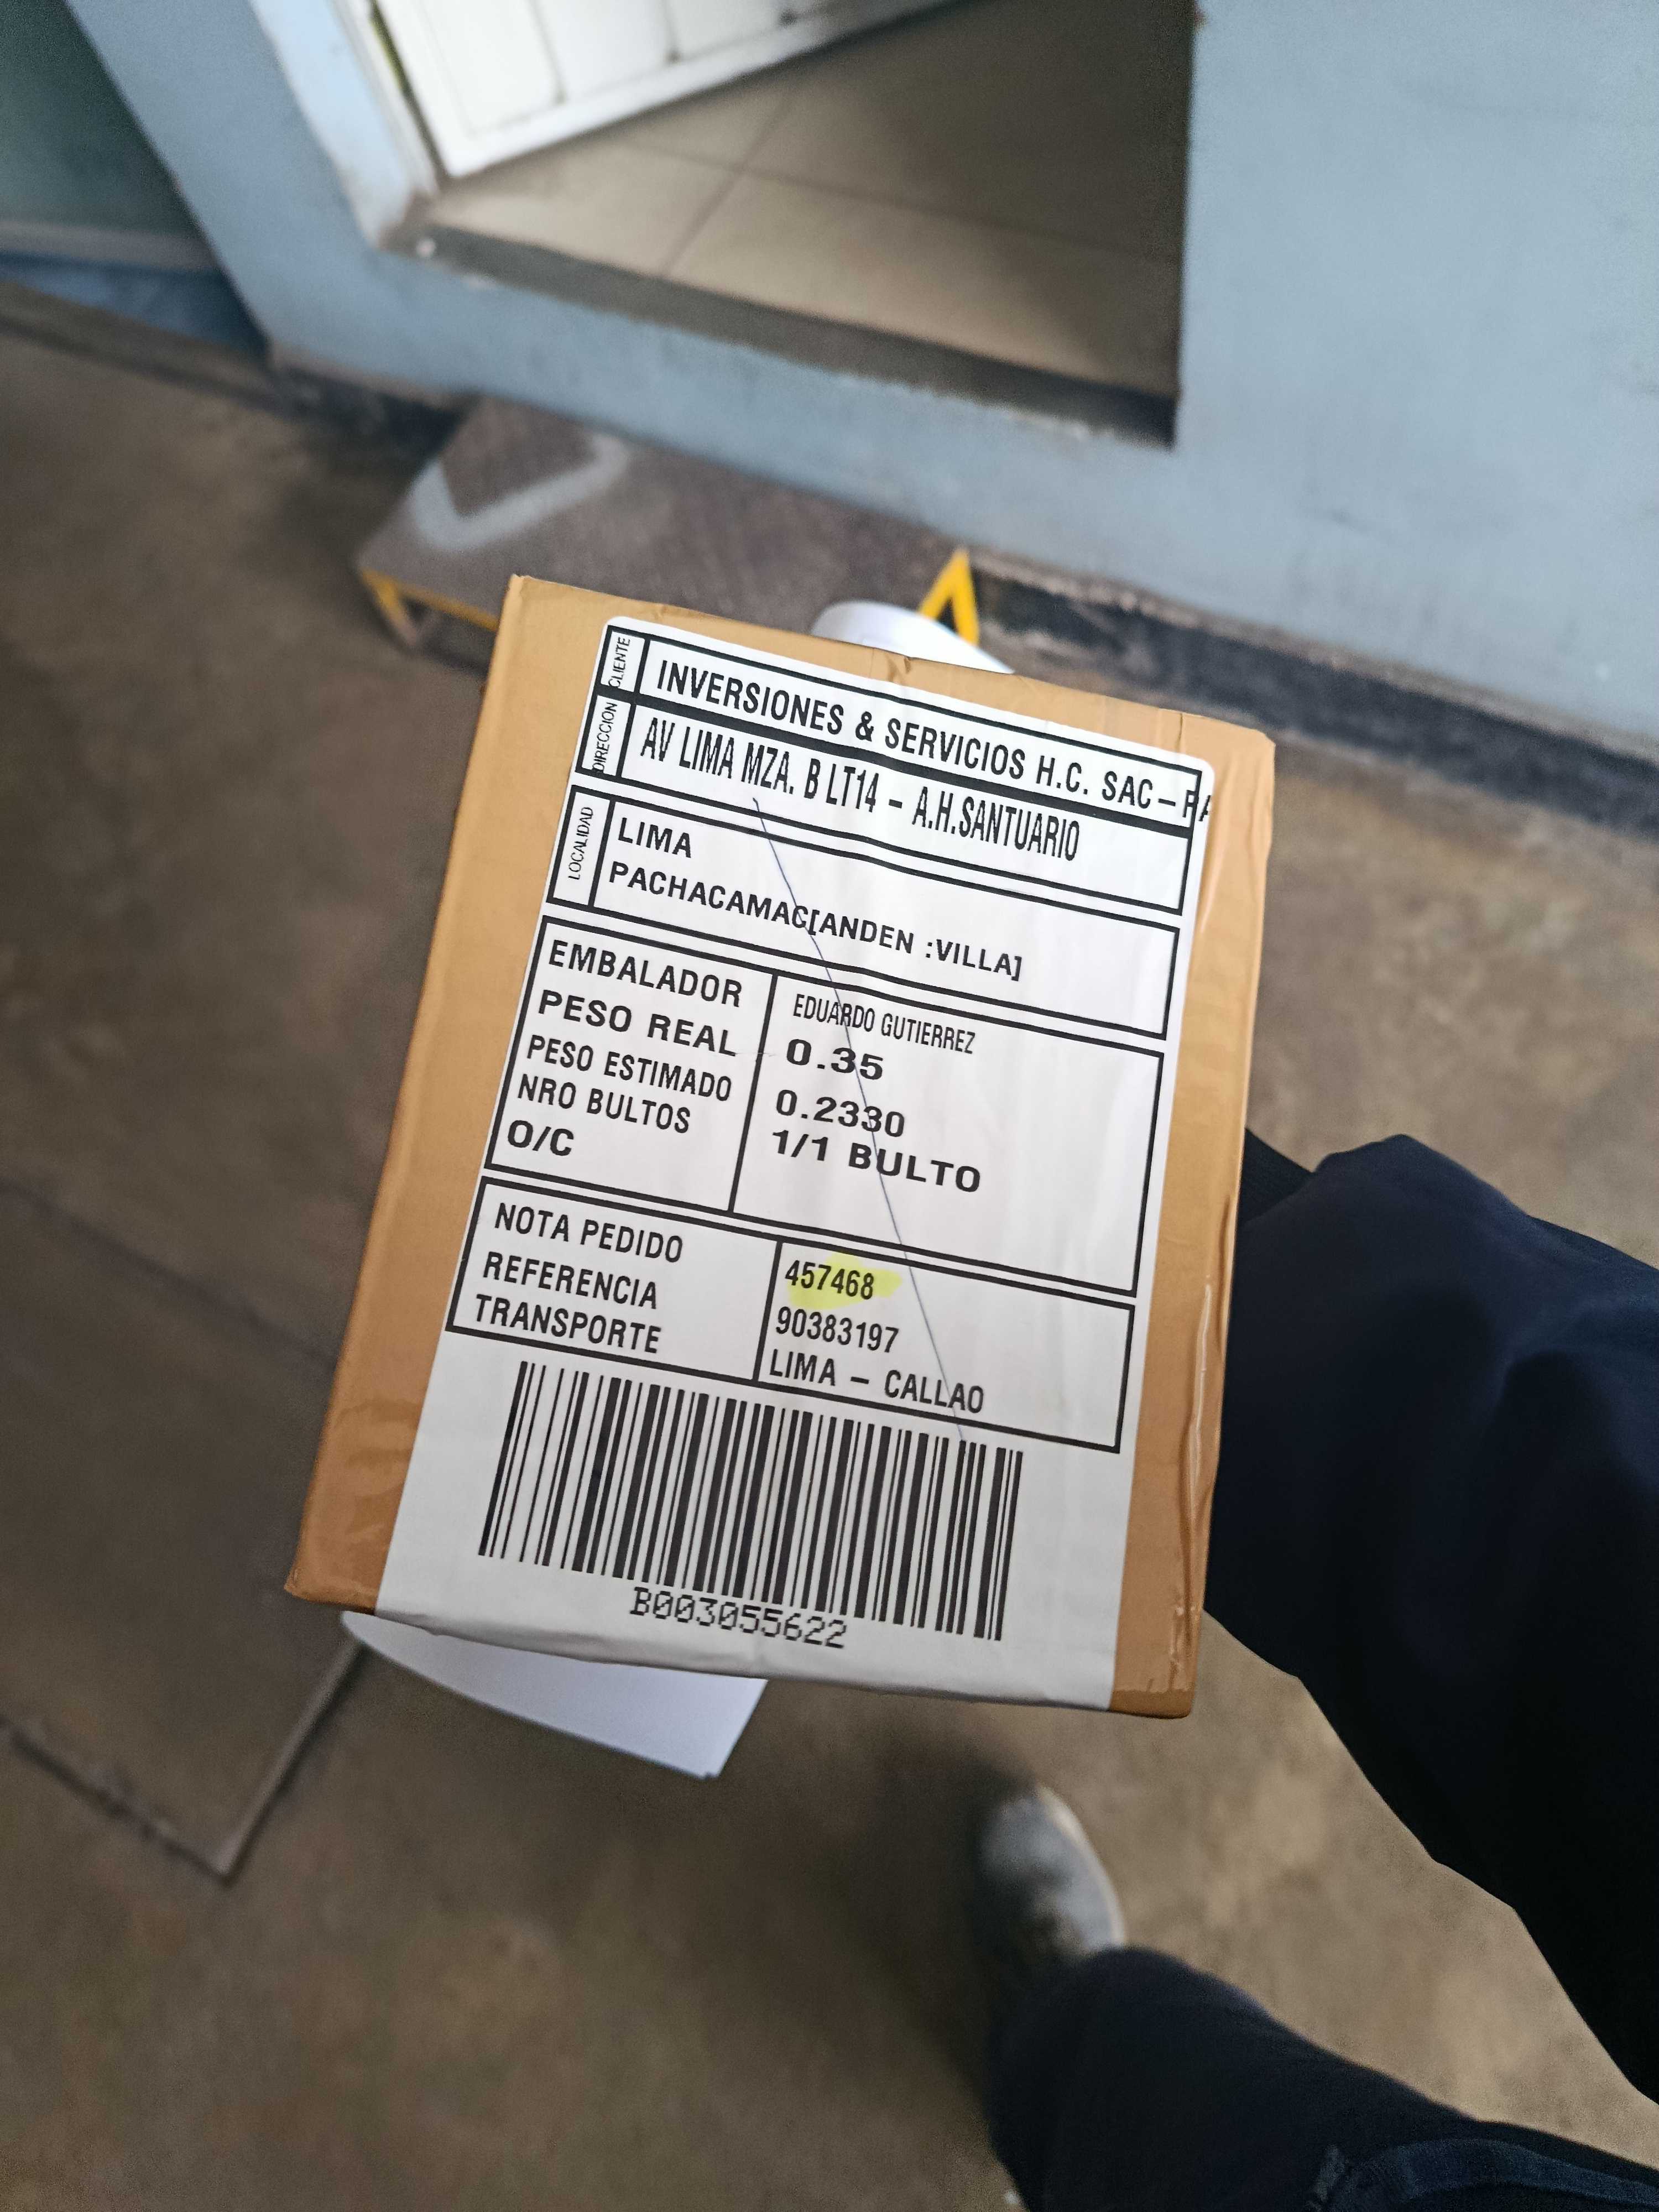 CLIENTE
INVERSIONES & SERVICIOS H.C. SAC – RA
DIRECCION
AV LIMA MZA. B LT14 – A.H.SANTUARIO
LOCALIDAD
LIMA
PACHACAMAC[ANDEN :VILLA]
EMBALADOR EDUARDO GUTIERREZ
PESO REAL 0.35
PESO ESTIMADO 0.2330
NRO BULTOS 1/1 BULTO
O/C
NOTA PEDIDO 457468
REFERENCIA 90383197
TRANSPORTE LIMA – CALLAO
B003055622